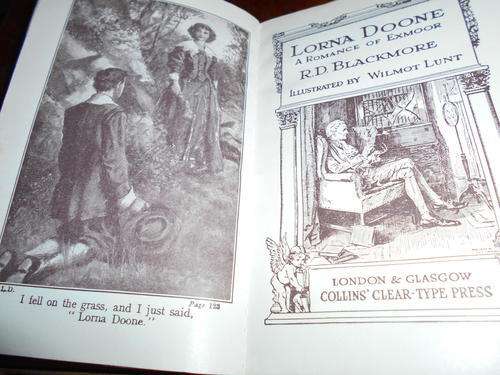 L.D.
Page 123
I fell on the grass, and I just said,
"Lorna Doone."
LORNA DOONE
A ROMANCE OF EXMOOR
R.D. BLACKMORE
ILLUSTRATED BY WILMOT LUNT
LONDON & GLASGOW
COLLINS' CLEAR-TYPE PRESS